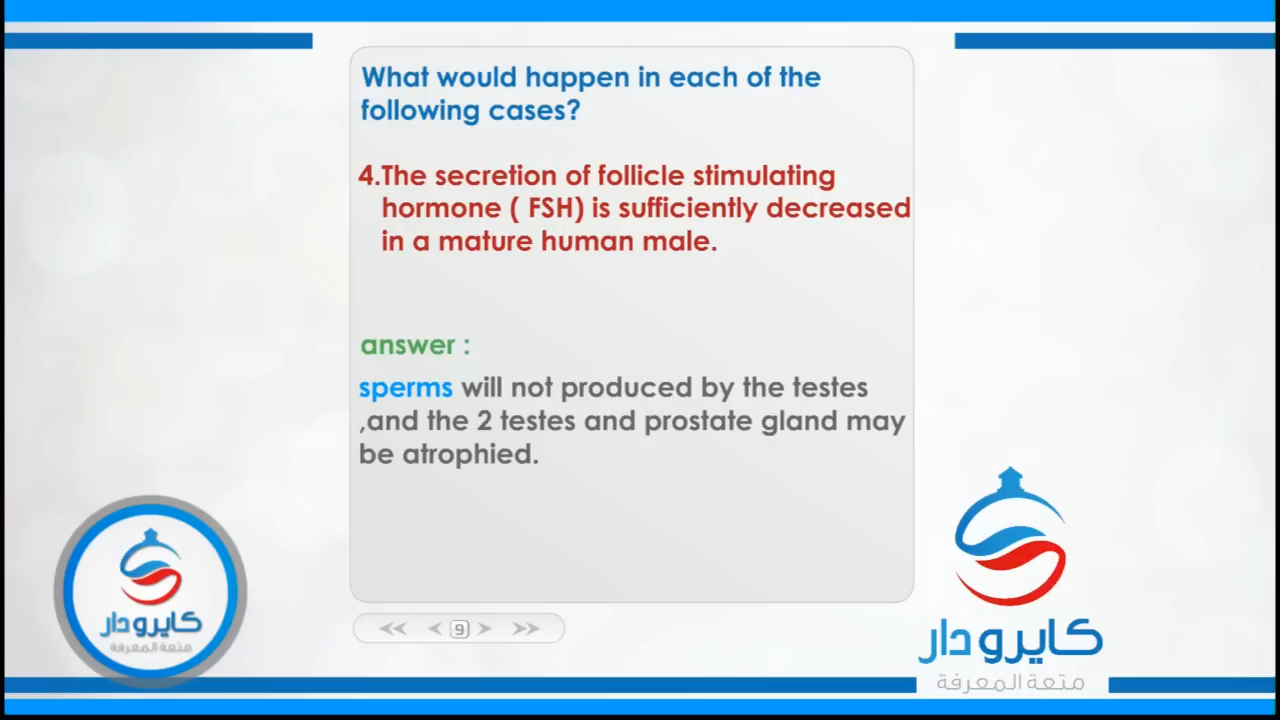 What would happen in each of the
following cases?
4.The secretion of follicle stimulating
hormone ( FSH) is sufficiently decreased
in a mature human male.
answer :
sperms will not produced by the testes
,and the 2 testes and prostate gland may
be atrophied.
9
كايرو دار
متعة المعرفة
كايرو دار
متعة المعرفة